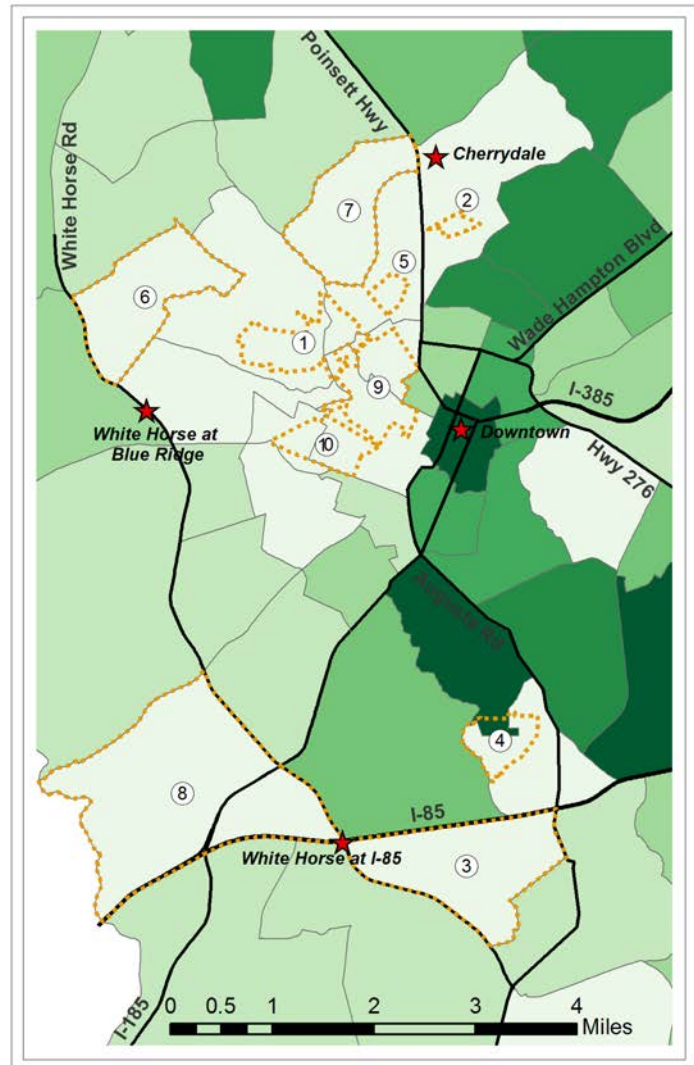 Poinsett Hwy
White Horse Rd
Cherrydale
2
7
Wade Hampton Blvd
5
6
1
I-385
9
White Horse at
Blue Ridge
Downtown
10
Hwy 276
Augusta Rd
4
8
I-85
White Horse at I-85
3
I-185
0 0.5 1 2 3 4
Miles